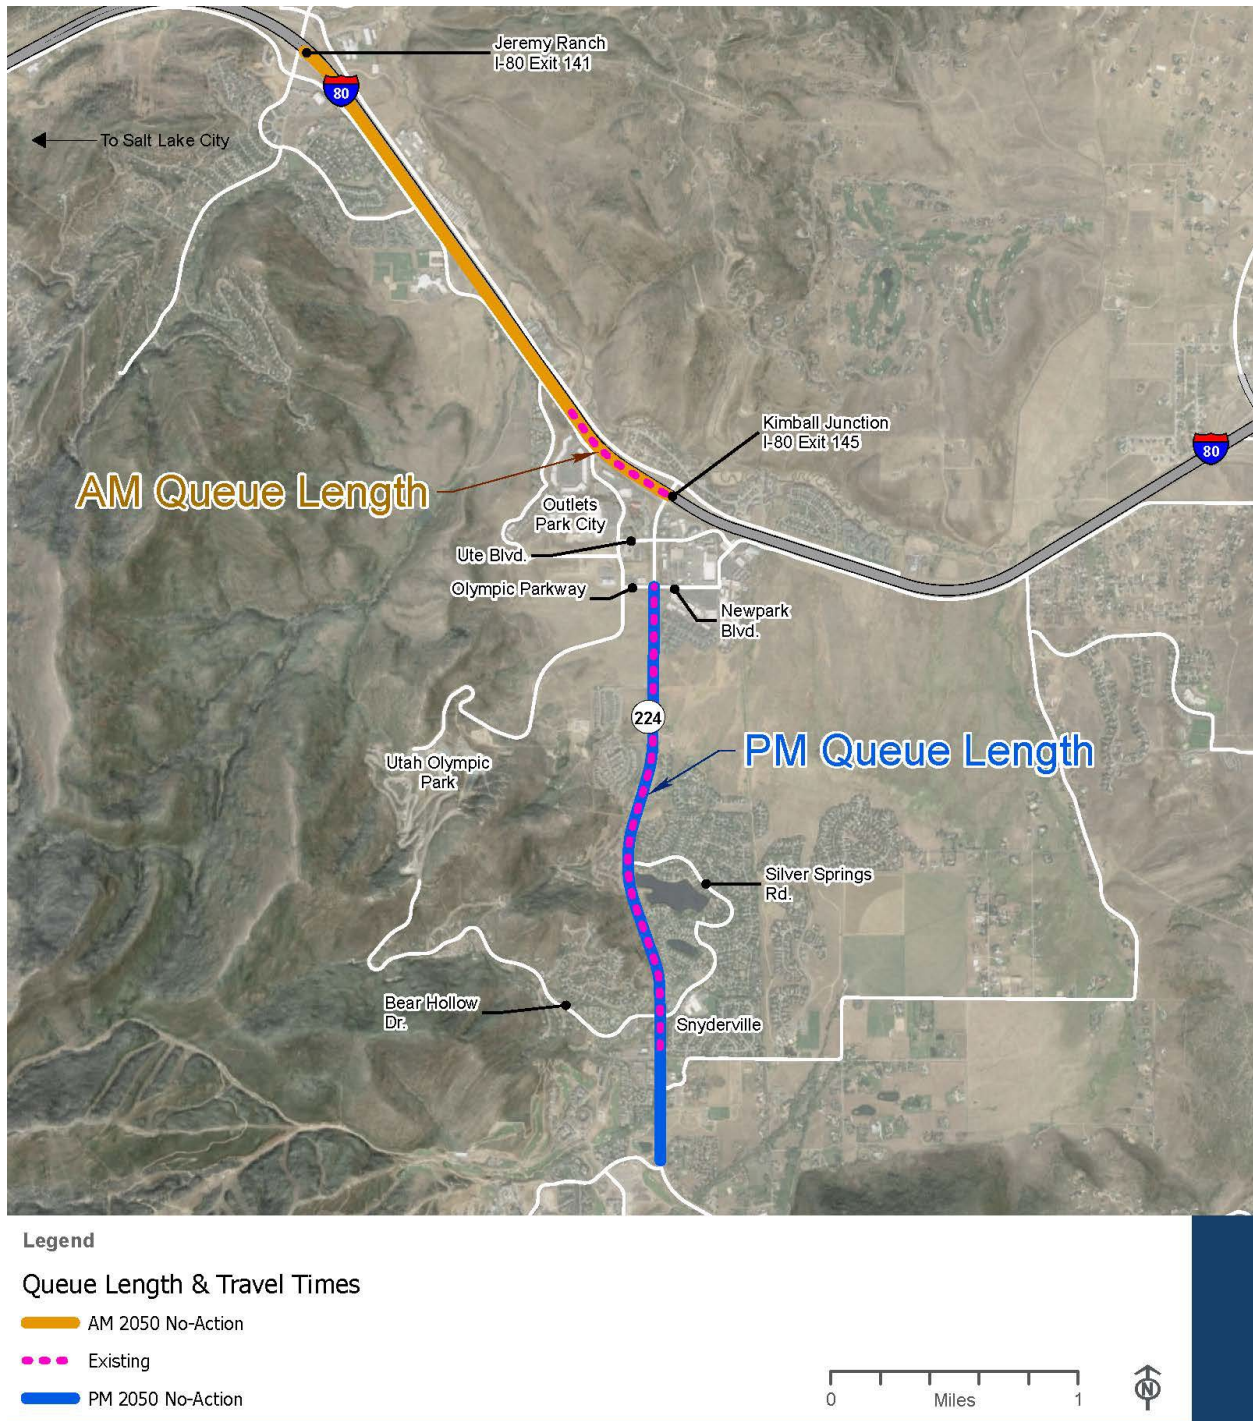 Jeremy Ranch
I-80 Exit 141
80
To Salt Lake City
Kimball Junction
I-80 Exit 145
80
AM Queue Length
Outlets
Park City
Ute Blvd.
Olympic Parkway
Newpark
Blvd.
224
PM Queue Length
Utah Olympic
Park
Silver Springs
Rd.
Bear Hollow
Dr.
Snyderville
Legend
Queue Length & Travel Times
AM 2050 No-Action
Existing
PM 2050 No-Action
0 Miles 1
N